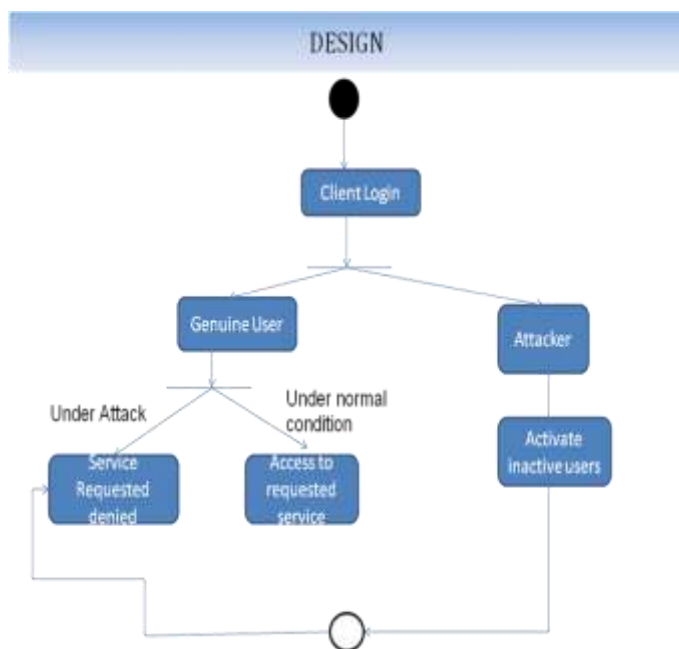 DESIGN
Client Login
Genuine User
Attacker
Under Attack
Under normal
condition
Service
Requested
denied
Access to
requested
service
Activate
inactive users